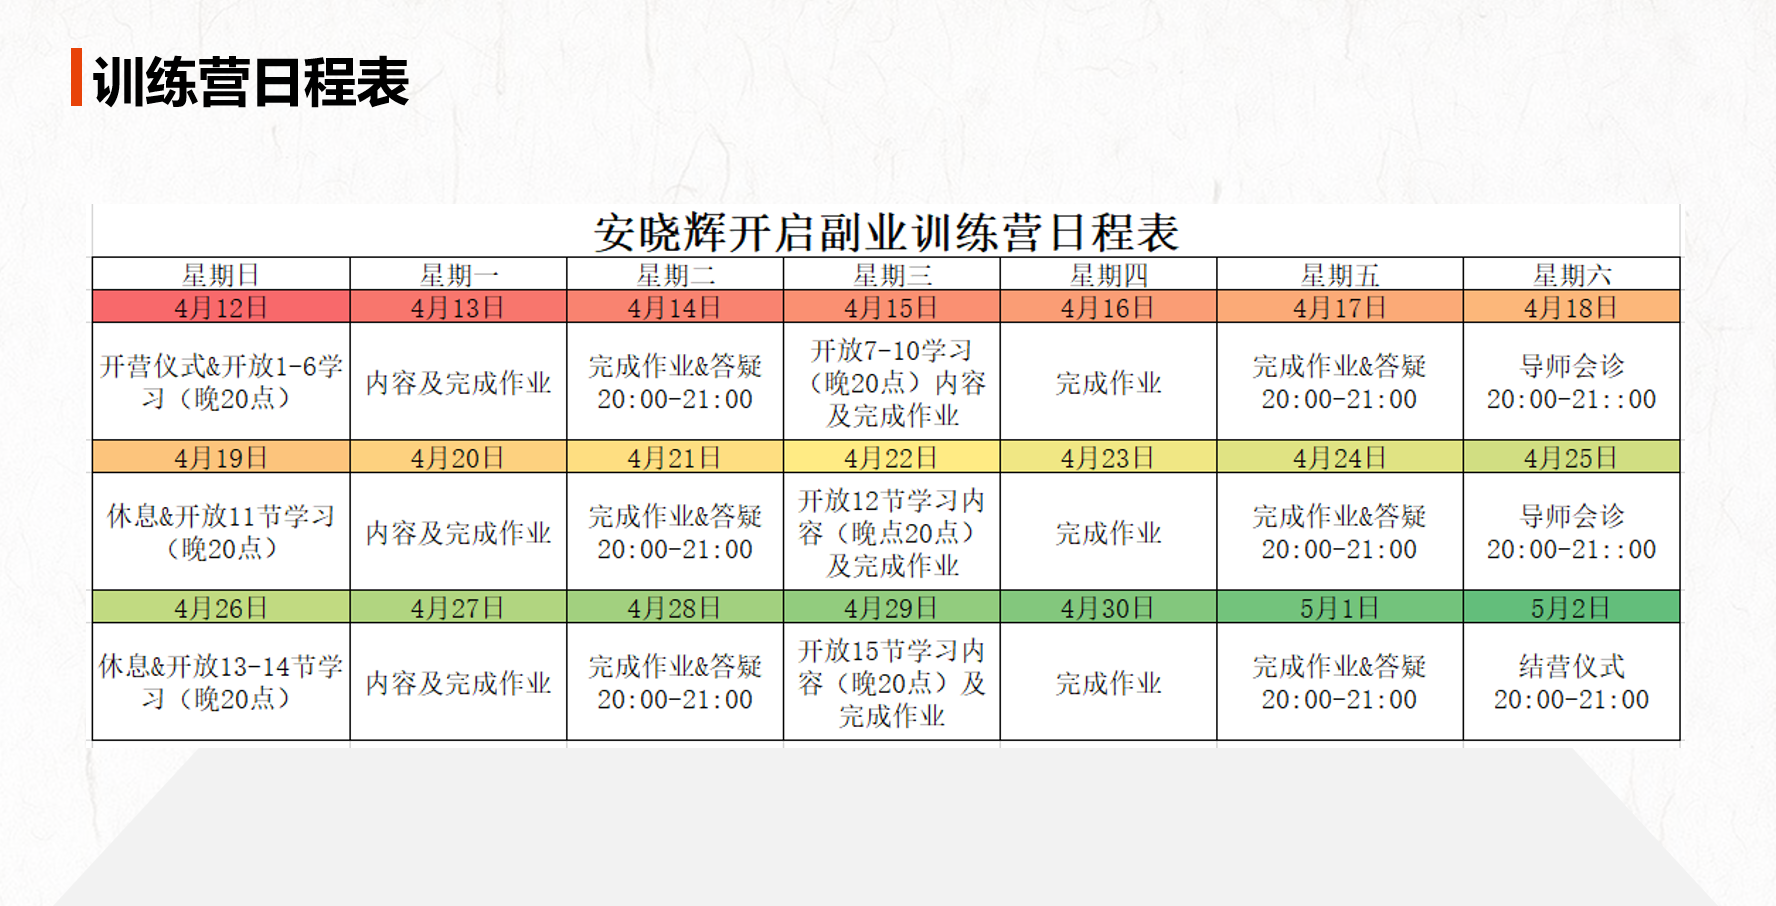 训练营日程表
安晓辉开启副业训练营日程表
星期日 星期一 星期二 星期三 星期四 星期五 星期六
4月12日 4月13日 4月14日 4月15日 4月16日 4月17日 4月18日
开营仪式&开放1-6学
习（晚20点）
内容及完成作业
完成作业&答疑
20:00-21:00
开放7-10学习
（晚20点）内容
及完成作业
完成作业
完成作业&答疑
20:00-21:00
导师会诊
20:00-21::00
4月19日 4月20日 4月21日 4月22日 4月23日 4月24日 4月25日
休息&开放11节学习
（晚20点）
内容及完成作业
完成作业&答疑
20:00-21:00
开放12节学习内
容（晚点20点）
及完成作业
完成作业
完成作业&答疑
20:00-21:00
导师会诊
20:00-21::00
4月26日 4月27日 4月28日 4月29日 4月30日 5月1日 5月2日
休息&开放13-14节学
习（晚20点）
内容及完成作业
完成作业&答疑
20:00-21:00
开放15节学习内
容（晚20点）及
完成作业
完成作业
完成作业&答疑
20:00-21:00
结营仪式
20:00-21:00